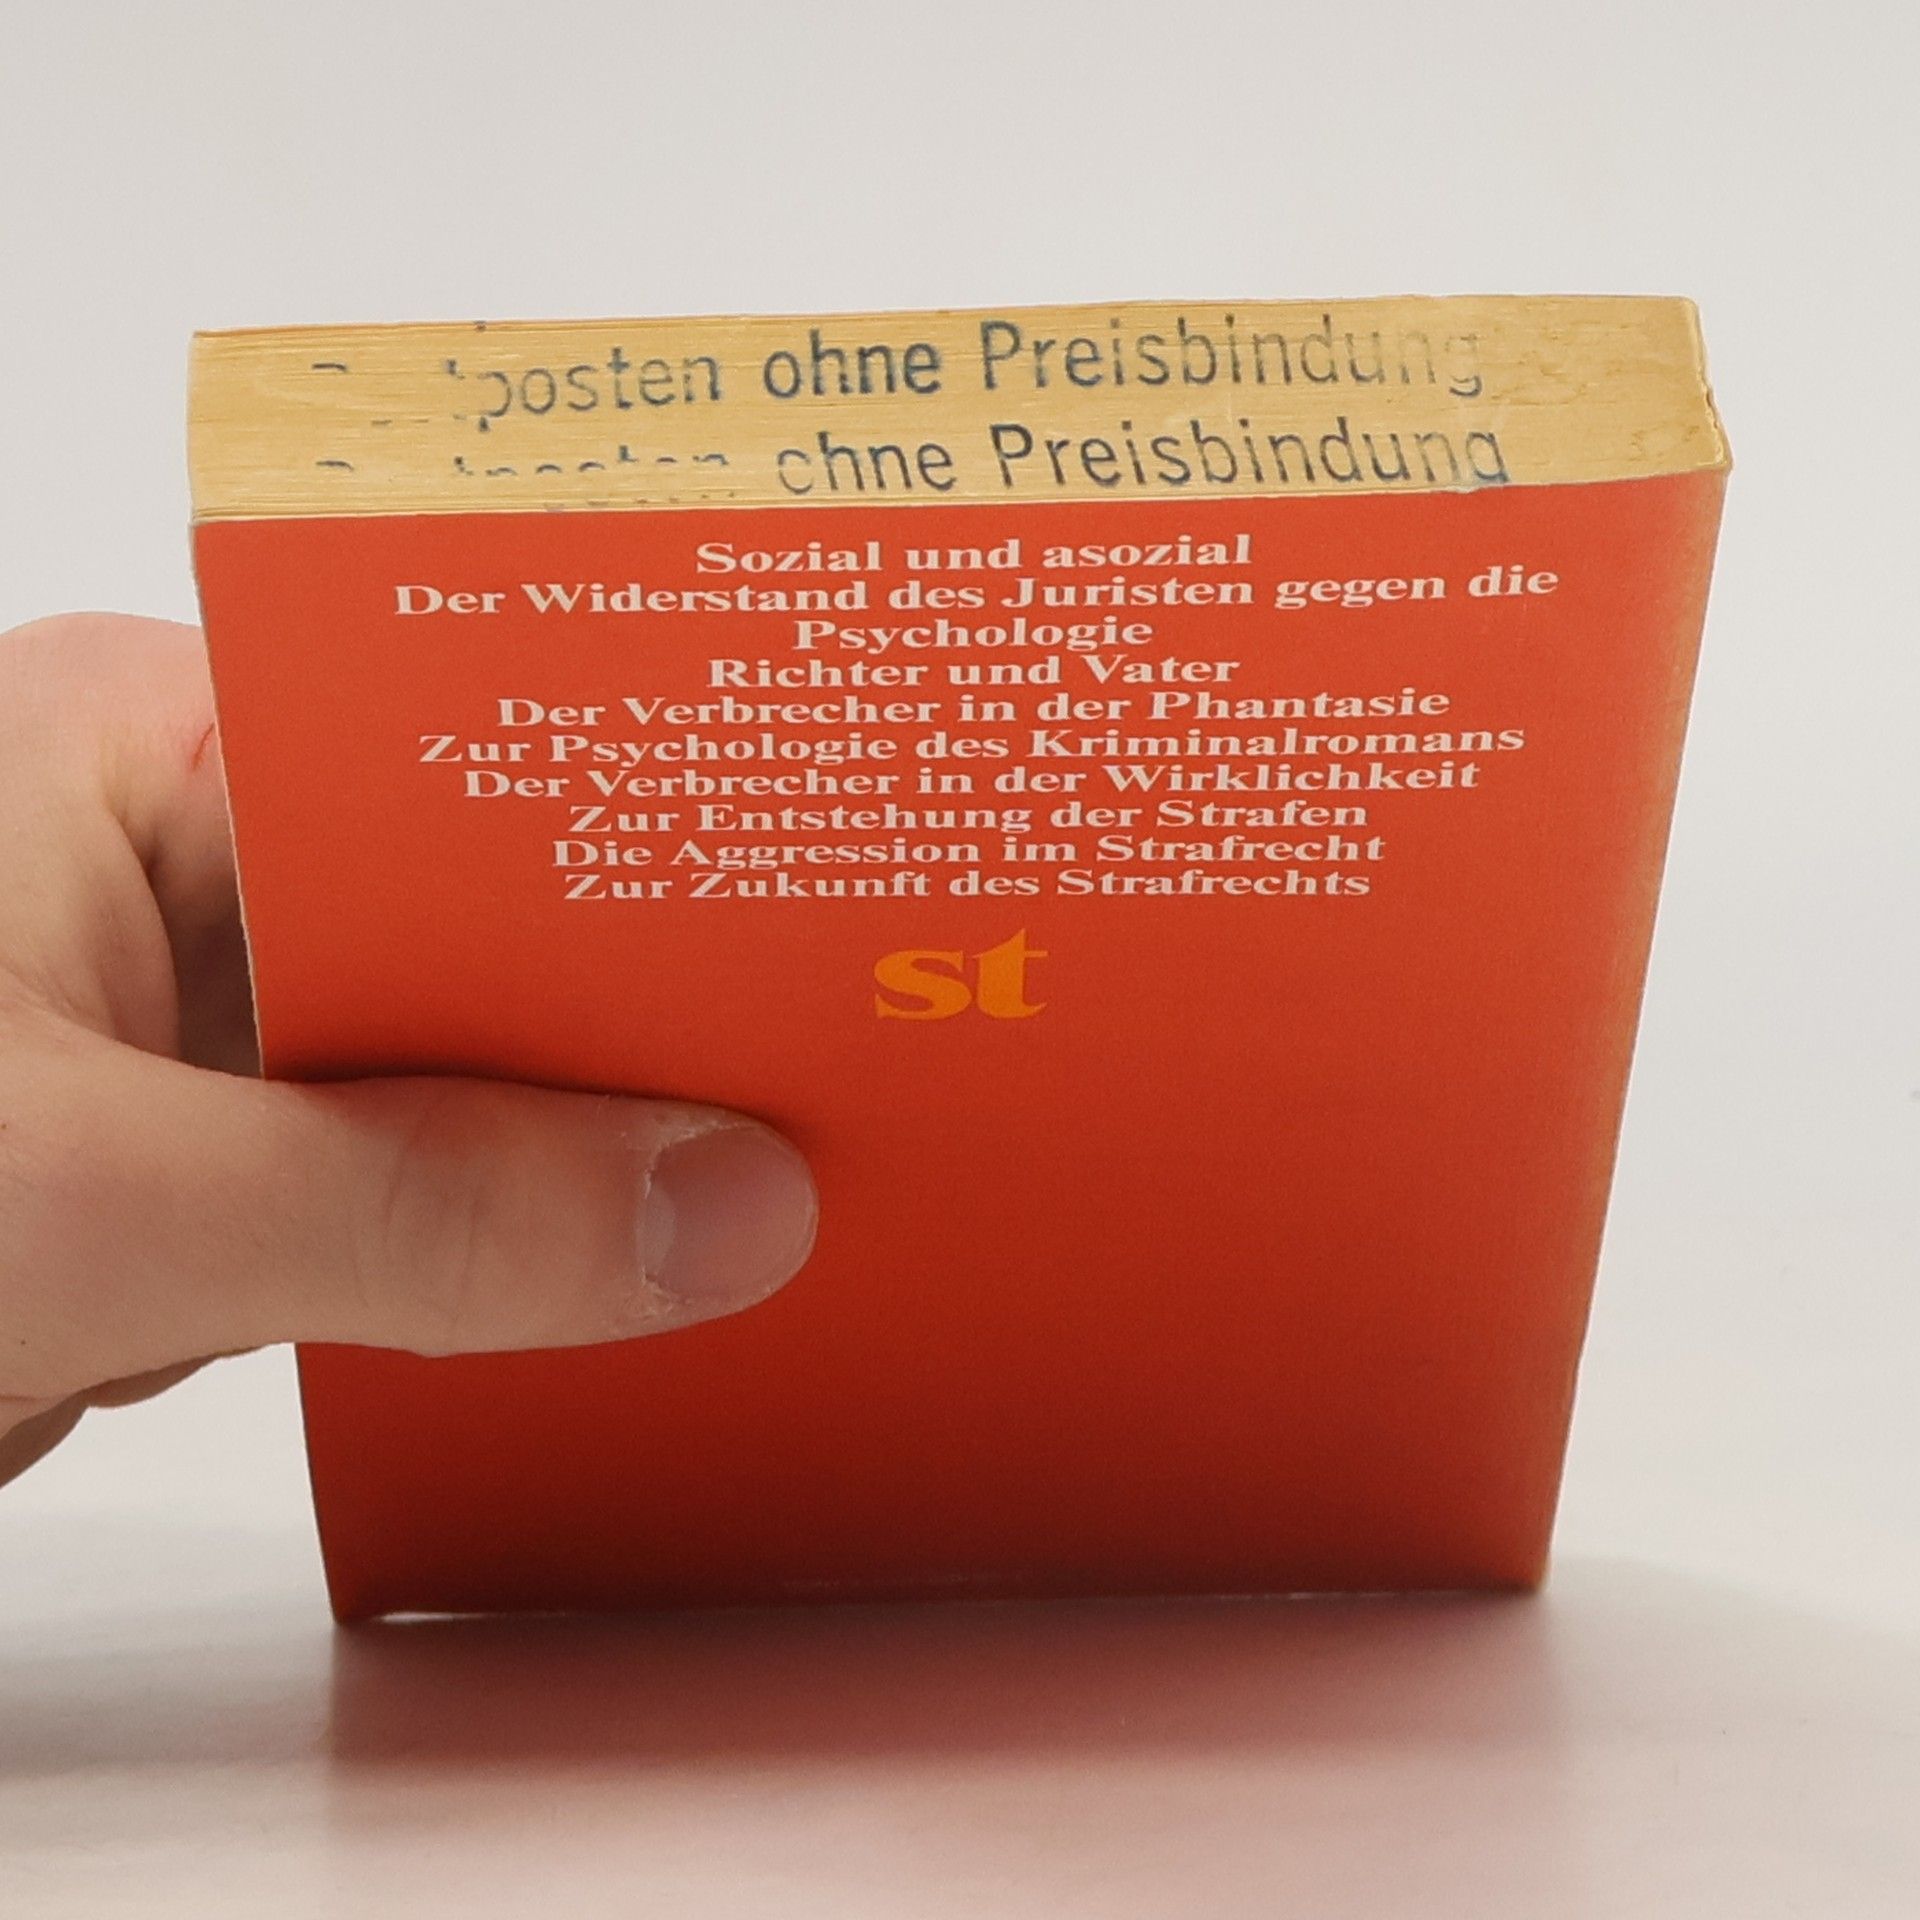 posten ohne Preisbindung
ohne Preisbindung
Sozial und asozial
Der Widerstand des Juristen gegen die
Psychologie
Richter und Vater
Der Verbrecher in der Phantasie
Zur Psychologie des Kriminalromans
Der Verbrecher in der Wirklichkeit
Zur Entstehung der Strafen
Die Aggression im Strafrecht
Zur Zukunft des Strafrechts
st